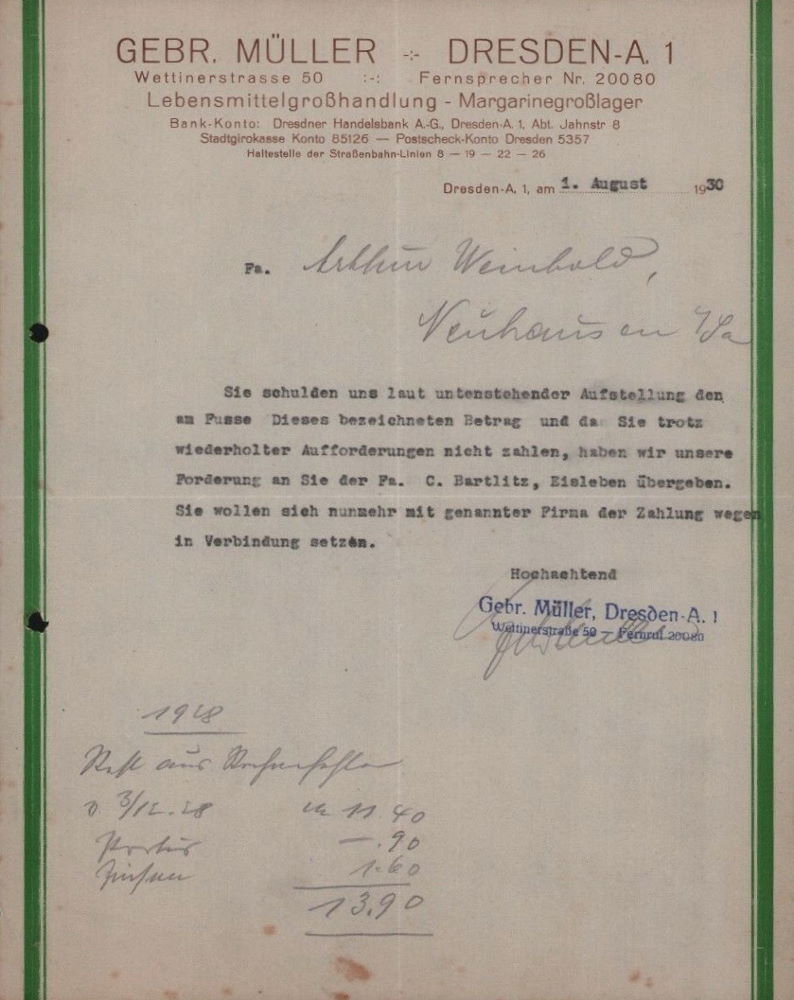 GEBR. MÜLLER -:- DRESDEN-A. 1
Wettinerstrasse 50 :-: Fernsprecher Nr. 20080
Lebensmittelgroßhandlung - Margarinegroßlager
Bank-Konto: Dresdner Handelsbank A.-G., Dresden-A. 1, Abt. Jahnstr 8
Stadtgirokasse Konto 85126 — Postscheck-Konto Dresden 5357
Haltestelle der Straßenbahn-Linien 8 — 19 — 22 — 26
Dresden-A. 1, am 1. August 1930
Fa. Arthur Weinhold,
Neuhausen i/Sa
Sie schulden uns laut untenstehender Aufstellung den
am Fusse Dieses bezeichneten Betrag und da Sie trotz
wiederholter Aufforderungen nicht zahlen, haben wir unsere
Forderung an Sie der Fa. C. Bartlitz, Eisleben übergeben.
Sie wollen sich nunmehr mit genannter Firma der Zahlung wegen
in Verbindung setzen.
Hochachtend
Gebr. Müller, Dresden-A. 1
Wettinerstraße 50 — Fernruf 20080
1928
Rest aus Rechenfehler
v. 3/12.28 M 11.40
Porto —.90
Zinsen 1.60
13.90